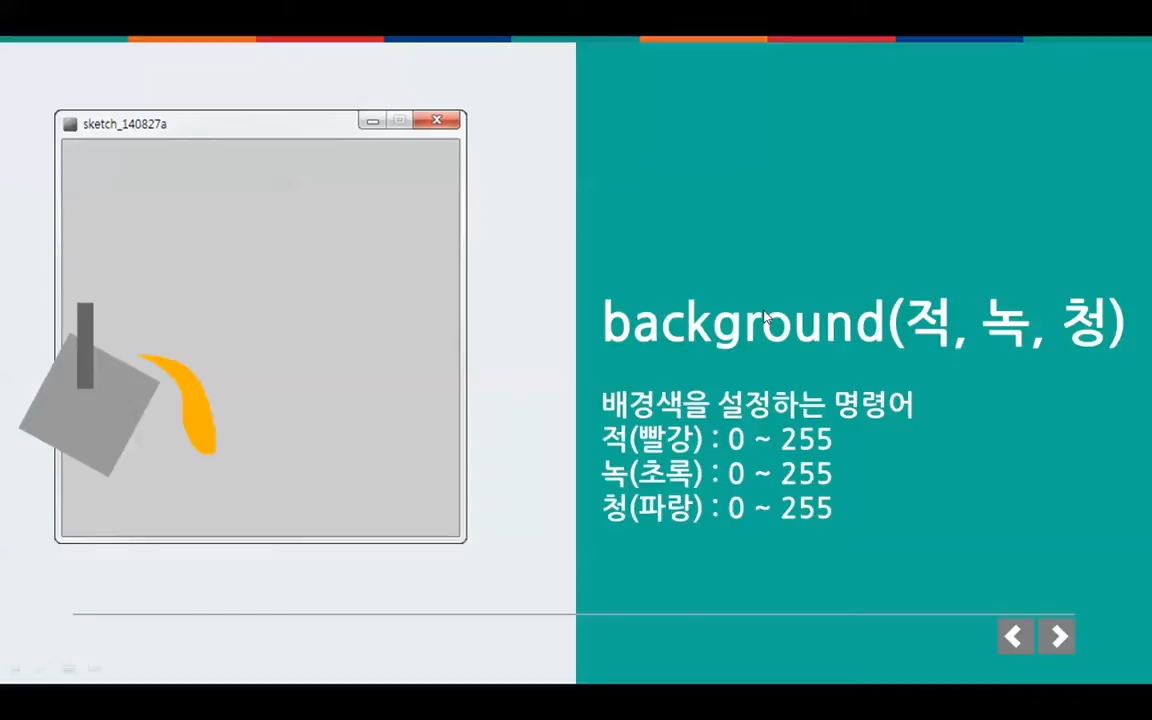 sketch_140827a
background(적, 녹, 청)
배경색을 설정하는 명령어
적(빨강) : 0 ~ 255
녹(초록) : 0 ~ 255
청(파랑) : 0 ~ 255